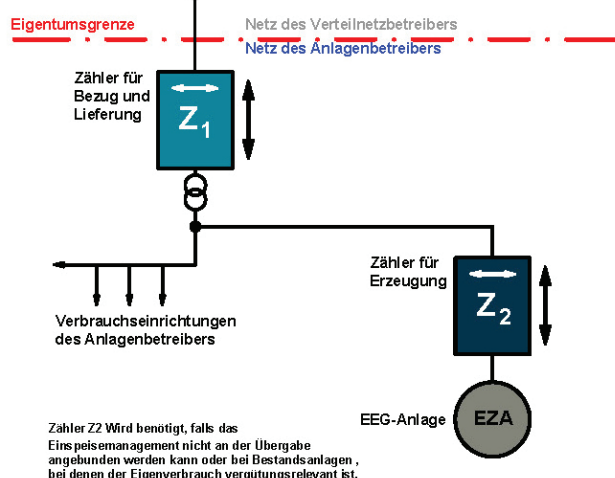 Eigentumsgrenze
Netz des Verteilnetzbetreibers
Netz des Anlagenbetreibers
Zähler für
Bezug und
Lieferung
Z1
Zähler für
Erzeugung
Z2
Verbrauchseinrichtungen
des Anlagenbetreibers
EEG-Anlage
EZA
Zähler Z2 Wird benötigt, falls das
Einspeisemanagement nicht an der Übergabe
angebunden werden kann oder bei Bestandsanlagen ,
bei denen der Eigenverbrauch vergütungsrelevant ist.